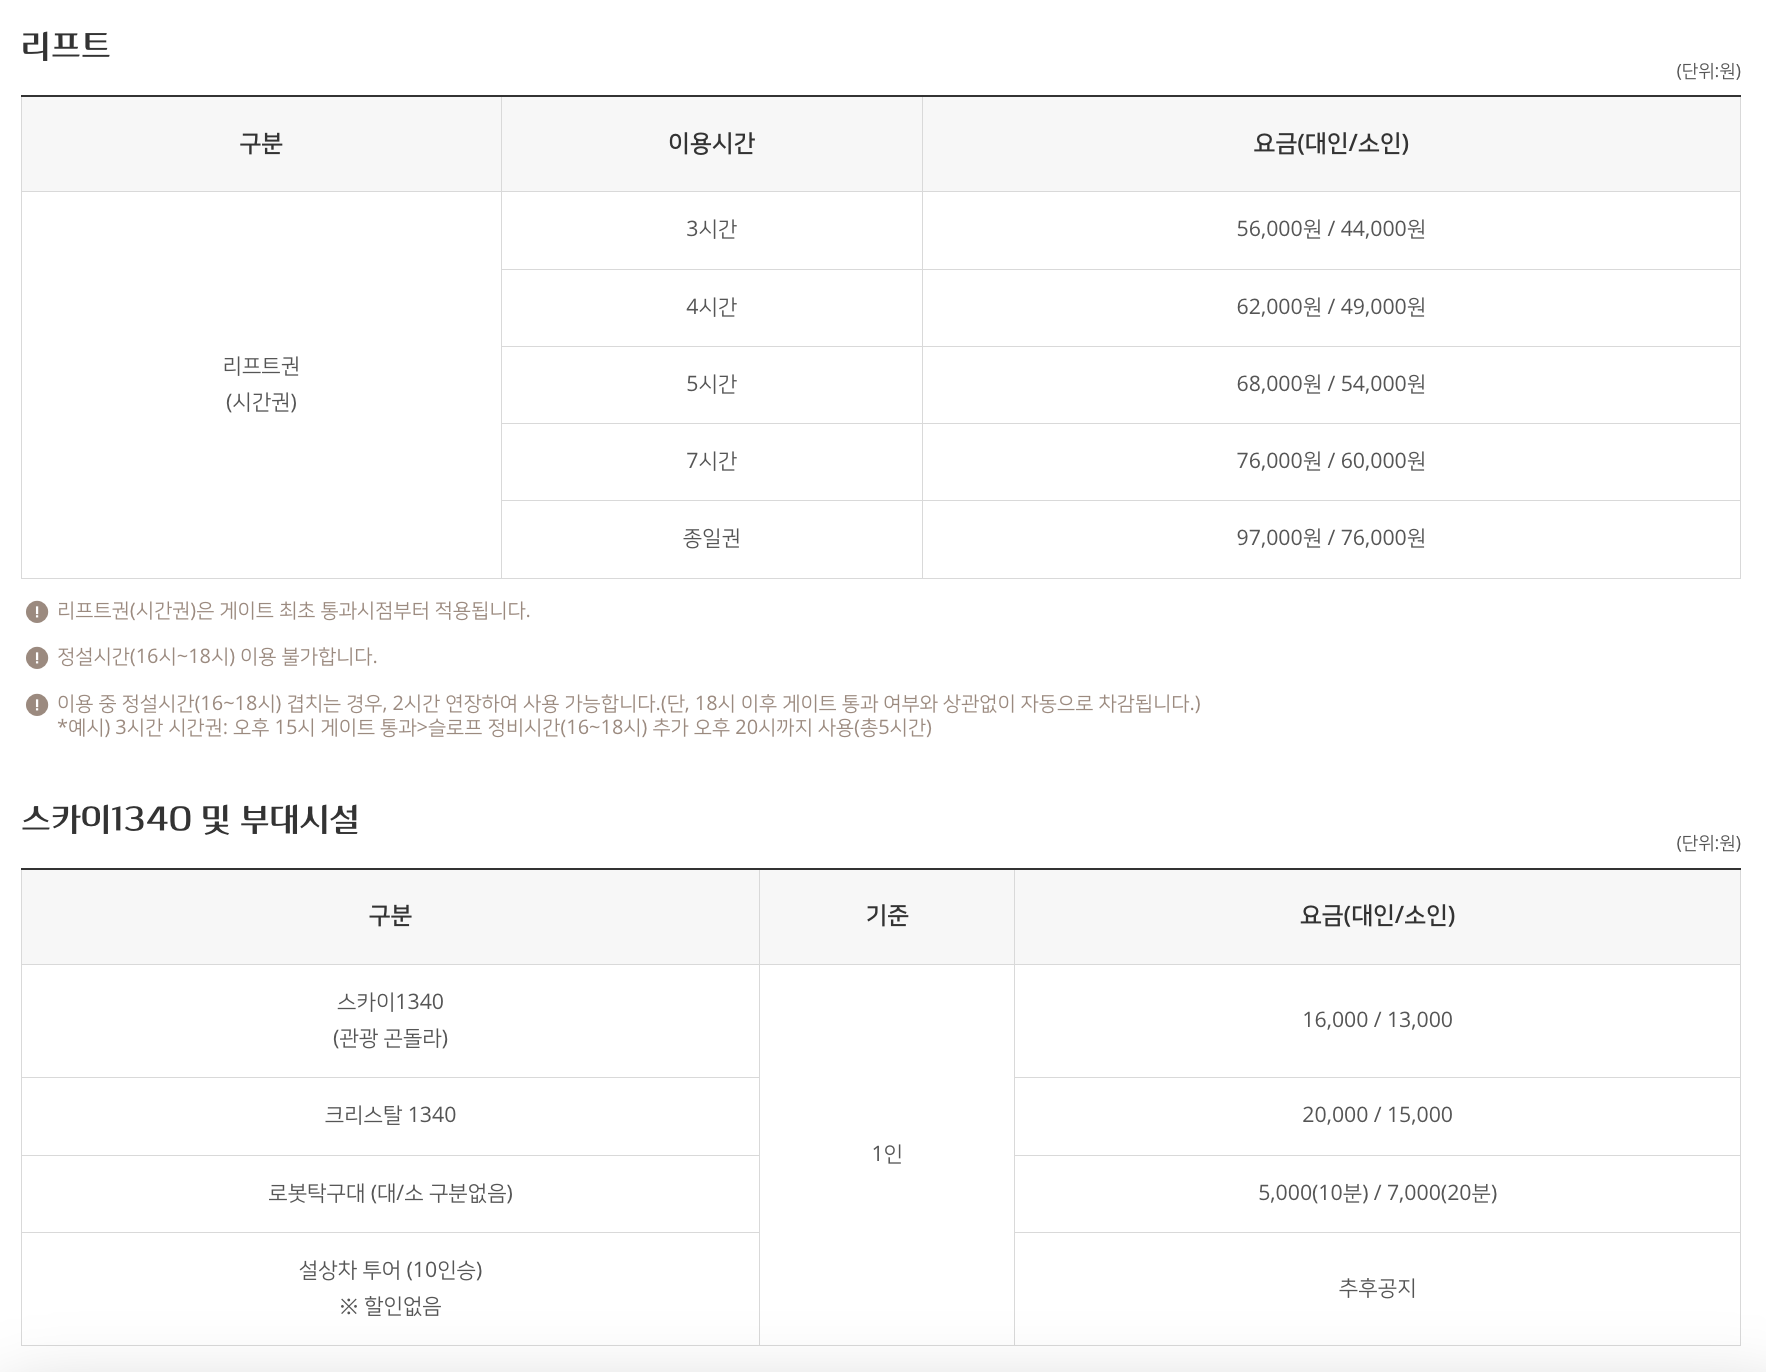 리프트
(단위:원)
구분 이용시간 요금(대인/소인)
리프트권
(시간권)
3시간 56,000원 / 44,000원
4시간 62,000원 / 49,000원
5시간 68,000원 / 54,000원
7시간 76,000원 / 60,000원
종일권 97,000원 / 76,000원
! 리프트권(시간권)은 게이트 최초 통과시점부터 적용됩니다.
! 정설시간(16시~18시) 이용 불가합니다.
! 이용 중 정설시간(16~18시) 겹치는 경우, 2시간 연장하여 사용 가능합니다.(단, 18시 이후 게이트 통과 여부와 상관없이 자동으로 차감됩니다.)
*예시) 3시간 시간권: 오후 15시 게이트 통과>슬로프 정비시간(16~18시) 추가 오후 20시까지 사용(총5시간)
스카이1340 및 부대시설
(단위:원)
구분 기준 요금(대인/소인)
스카이1340
(관광 곤돌라)
16,000 / 13,000
크리스탈 1340 20,000 / 15,000
1인
로봇탁구대 (대/소 구분없음) 5,000(10분) / 7,000(20분)
설상차 투어 (10인승)
※ 할인없음
추후공지